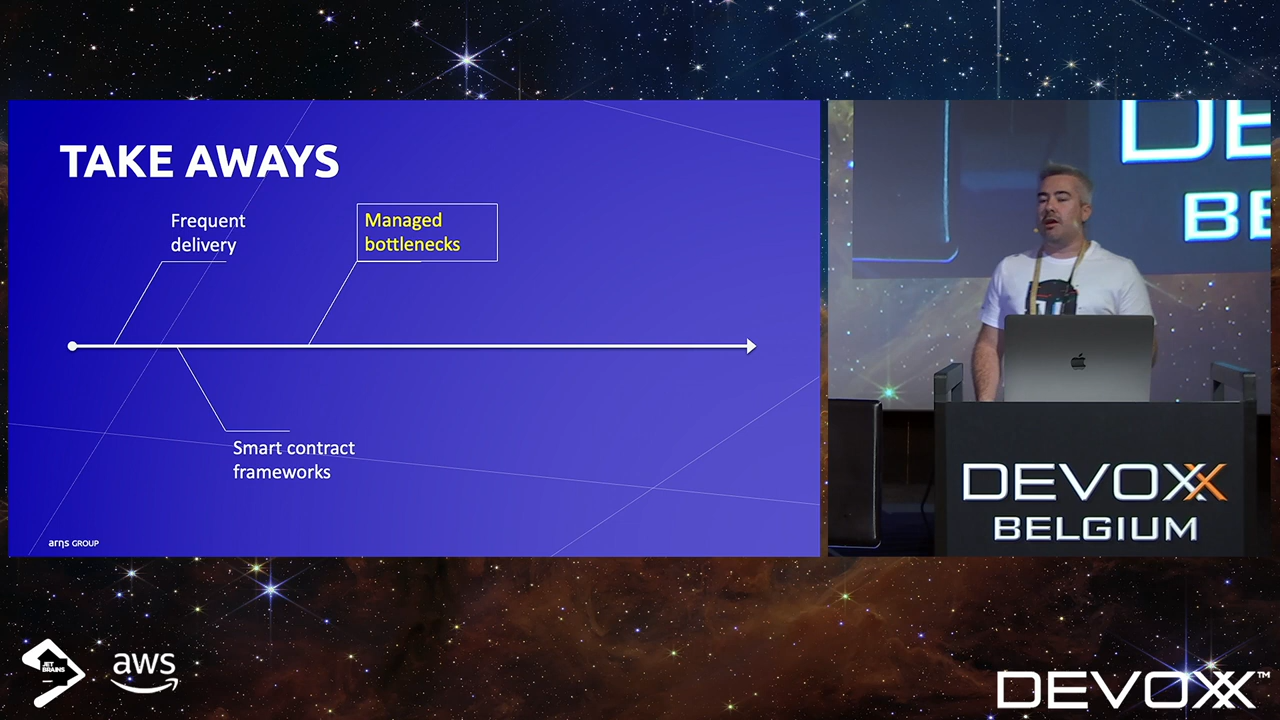 TAKE AWAYS
Frequent
delivery
Managed
bottlenecks
Smart contract
frameworks
arηs GROUP
DE
BE
DEVOXX
BELGIUM
JET
BRAINS
aws
DEVOXX™